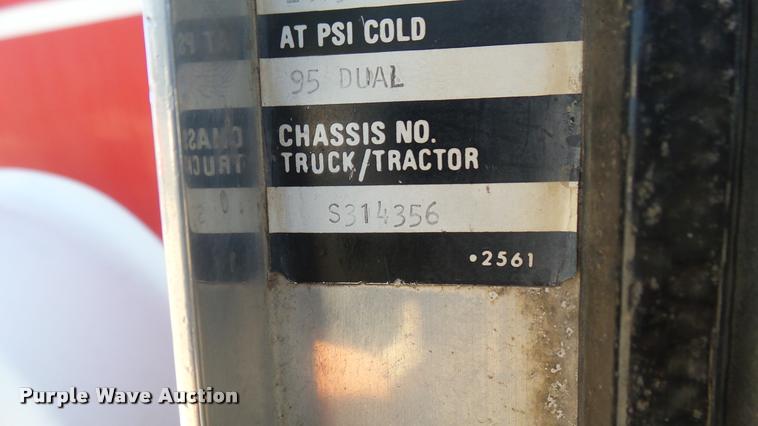 AT PSI COLD
95 DUAL
CHASSIS NO.
TRUCK/TRACTOR
S314356
•2561
Purple Wave Auction